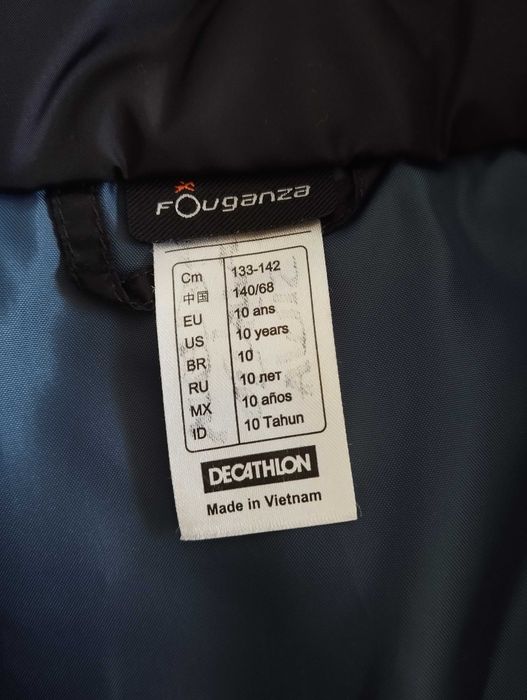 Fouganza
Cm 133-142
中国 140/68
EU 10 ans
US 10 years
BR 10
RU 10 лет
MX 10 años
ID 10 Tahun
DECATHLON
Made in Vietnam